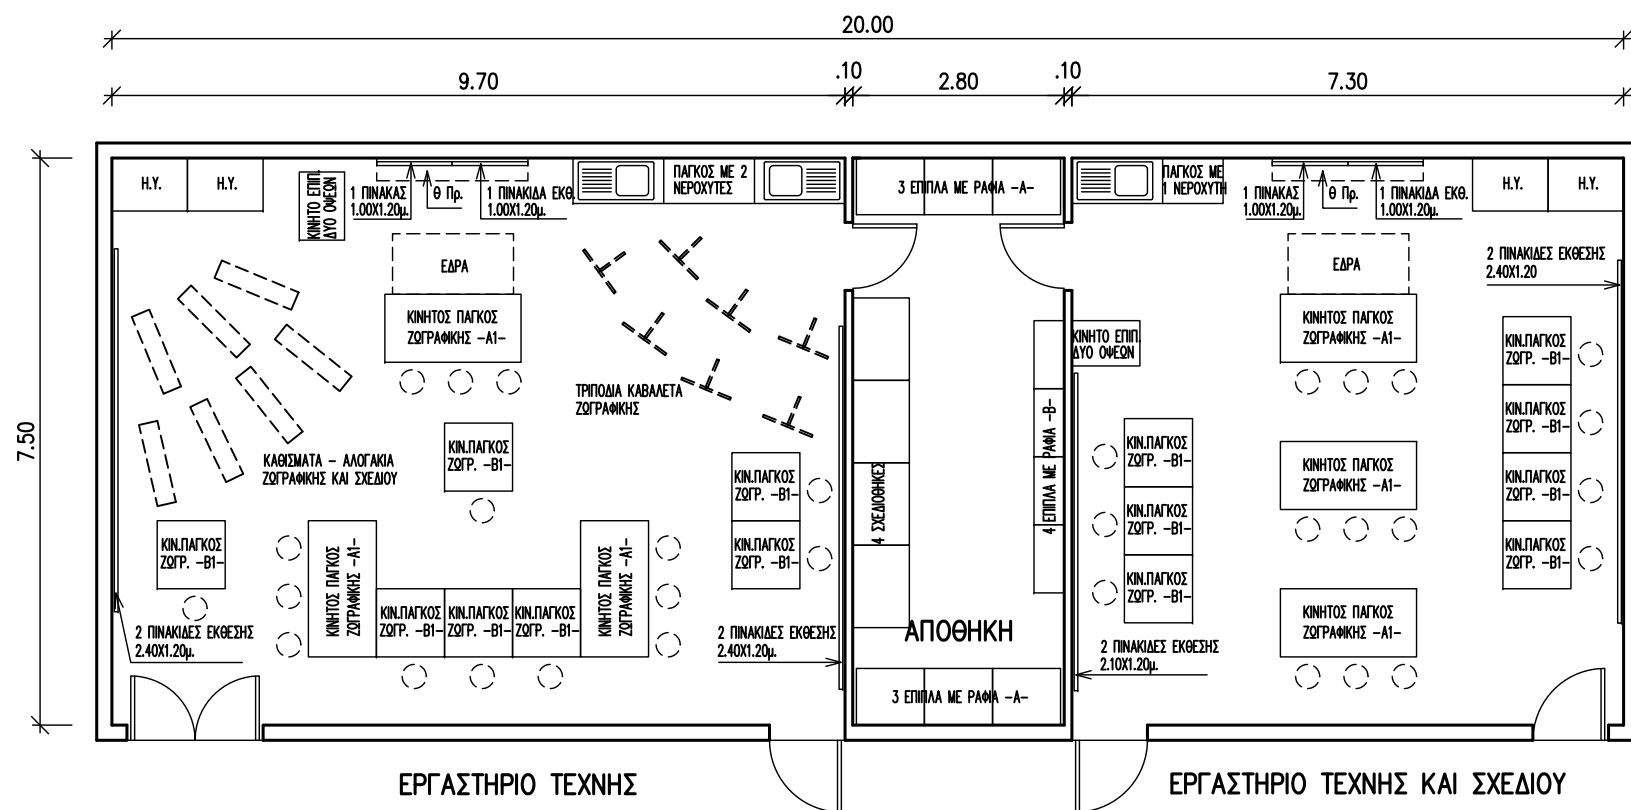 20.00
9.70
.10
2.80
.10
7.30
7.50
Η.Υ.
Η.Υ.
ΚΙΝΗΤΟ ΕΠΙΠ.
ΔΥΟ ΟΨΕΩΝ
1 ΠΙΝΑΚΑΣ
1.00Χ1.20μ.
Θ Πρ.
1 ΠΙΝΑΚΙΔΑ ΕΚΘ.
1.00Χ1.20μ.
ΠΑΓΚΟΣ ΜΕ 2
ΝΕΡΟΧΥΤΕΣ
3 ΕΠΙΠΛΑ ΜΕ ΡΑΦΙΑ -Α-
ΠΑΓΚΟΣ ΜΕ
1 ΝΕΡΟΧΥΤΗ
1 ΠΙΝΑΚΑΣ
1.00Χ1.20μ.
Θ Πρ.
1 ΠΙΝΑΚΙΔΑ ΕΚΘ.
1.00Χ1.20μ.
Η.Υ.
Η.Υ.
ΕΔΡΑ
ΚΙΝΗΤΟΣ ΠΑΓΚΟΣ
ΖΩΓΡΑΦΙΚΗΣ -Α1-
ΕΔΡΑ
ΚΙΝΗΤΟΣ ΠΑΓΚΟΣ
ΖΩΓΡΑΦΙΚΗΣ -Α1-
2 ΠΙΝΑΚΙΔΕΣ ΕΚΘΕΣΗΣ
2.40Χ1.20
ΚΙΝΗΤΟ ΕΠΙΠ.
ΔΥΟ ΟΨΕΩΝ
ΚΙΝ.ΠΑΓΚΟΣ
ΖΩΓΡ. -Β1-
ΤΡΙΠΟΔΙΑ ΚΑΒΑΛΕΤΑ
ΖΩΓΡΑΦΙΚΗΣ
ΚΙΝ.ΠΑΓΚΟΣ
ΖΩΓΡ. -Β1-
ΚΑΘΙΣΜΑΤΑ - ΑΛΟΓΑΚΙΑ
ΖΩΓΡΑΦΙΚΗΣ ΚΑΙ ΣΧΕΔΙΟΥ
ΚΙΝ.ΠΑΓΚΟΣ
ΖΩΓΡ. -Β1-
ΚΙΝ.ΠΑΓΚΟΣ
ΖΩΓΡ. -Β1-
4 ΣΧΕΔΙΟΘΗΚΕΣ
4 ΕΠΙΠΛΑ ΜΕ ΡΑΦΙΑ -Β-
ΚΙΝ.ΠΑΓΚΟΣ
ΖΩΓΡ. -Β1-
ΚΙΝΗΤΟΣ ΠΑΓΚΟΣ
ΖΩΓΡΑΦΙΚΗΣ -Α1-
ΚΙΝ.ΠΑΓΚΟΣ
ΖΩΓΡ. -Β1-
ΚΙΝ.ΠΑΓΚΟΣ
ΖΩΓΡ. -Β1-
ΚΙΝΗΤΟΣ ΠΑΓΚΟΣ
ΖΩΓΡΑΦΙΚΗΣ -Α1-
ΚΙΝΗΤΟΣ ΠΑΓΚΟΣ
ΖΩΓΡΑΦΙΚΗΣ -Α1-
ΚΙΝ.ΠΑΓΚΟΣ
ΖΩΓΡ. -Β1-
ΚΙΝ.ΠΑΓΚΟΣ
ΖΩΓΡ. -Β1-
ΚΙΝ.ΠΑΓΚΟΣ
ΖΩΓΡ. -Β1-
ΚΙΝ.ΠΑΓΚΟΣ
ΖΩΓΡ. -Β1-
ΚΙΝ.ΠΑΓΚΟΣ
ΖΩΓΡ. -Β1-
ΚΙΝ.ΠΑΓΚΟΣ
ΖΩΓΡ. -Β1-
ΚΙΝ.ΠΑΓΚΟΣ
ΖΩΓΡ. -Β1-
ΚΙΝΗΤΟΣ ΠΑΓΚΟΣ
ΖΩΓΡΑΦΙΚΗΣ -Α1-
2 ΠΙΝΑΚΙΔΕΣ ΕΚΘΕΣΗΣ
2.40Χ1.20μ.
2 ΠΙΝΑΚΙΔΕΣ ΕΚΘΕΣΗΣ
2.40Χ1.20μ.
ΑΠΟΘΗΚΗ
2 ΠΙΝΑΚΙΔΕΣ ΕΚΘΕΣΗΣ
2.10Χ1.20μ.
3 ΕΠΙΠΛΑ ΜΕ ΡΑΦΙΑ -Α-
ΕΡΓΑΣΤΗΡΙΟ ΤΕΧΝΗΣ
ΕΡΓΑΣΤΗΡΙΟ ΤΕΧΝΗΣ ΚΑΙ ΣΧΕΔΙΟΥ